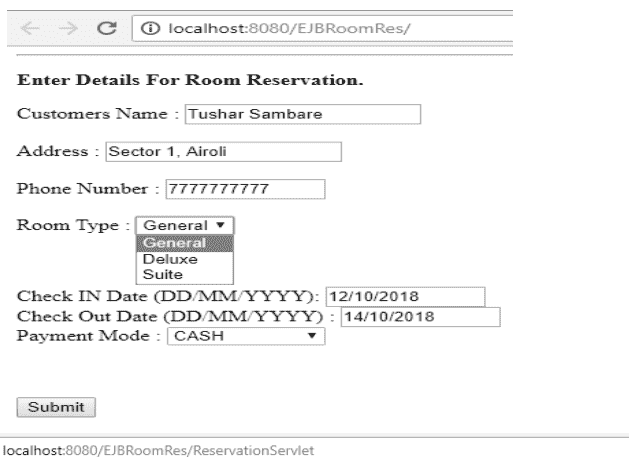 localhost:8080/EJBRoomRes/
Enter Details For Room Reservation.
Customers Name : Tushar Sambare
Address : Sector 1, Airoli
Phone Number : 7777777777
Room Type : General
General
Deluxe
Suite
Check IN Date (DD/MM/YYYY): 12/10/2018
Check Out Date (DD/MM/YYYY) : 14/10/2018
Payment Mode : CASH
Submit
localhost:8080/EJBRoomRes/ReservationServlet